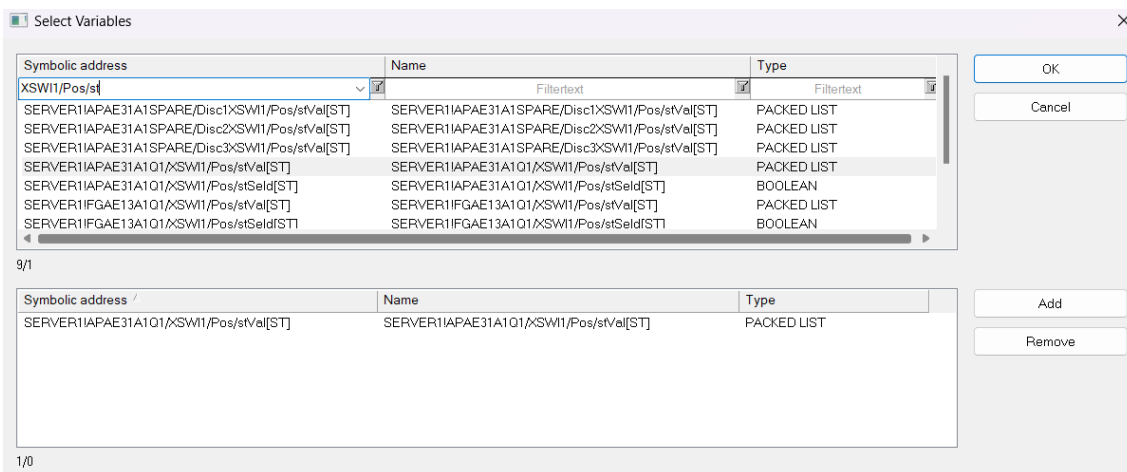 Select Variables
Symbolic address Name Type
XSWI1/Pos/st Filtertext Filtertext
SERVER1!APAE31A1SPARE/Disc1XSWI1/Pos/stVal[ST] SERVER1!APAE31A1SPARE/Disc1XSWI1/Pos/stVal[ST] PACKED LIST
SERVER1!APAE31A1SPARE/Disc2XSWI1/Pos/stVal[ST] SERVER1!APAE31A1SPARE/Disc2XSWI1/Pos/stVal[ST] PACKED LIST
SERVER1!APAE31A1SPARE/Disc3XSWI1/Pos/stVal[ST] SERVER1!APAE31A1SPARE/Disc3XSWI1/Pos/stVal[ST] PACKED LIST
SERVER1!APAE31A1Q1/XSWI1/Pos/stVal[ST] SERVER1!APAE31A1Q1/XSWI1/Pos/stVal[ST] PACKED LIST
SERVER1!APAE31A1Q1/XSWI1/Pos/stSeld[ST] SERVER1!APAE31A1Q1/XSWI1/Pos/stSeld[ST] BOOLEAN
SERVER1!FGAE13A1Q1/XSWI1/Pos/stVal[ST] SERVER1!FGAE13A1Q1/XSWI1/Pos/stVal[ST] PACKED LIST
SERVER1!FGAE13A1Q1/XSWI1/Pos/stSeld[ST] SERVER1!FGAE13A1Q1/XSWI1/Pos/stSeld[ST] BOOLEAN
9/1
OK
Cancel
Symbolic address Name Type
SERVER1!APAE31A1Q1/XSWI1/Pos/stVal[ST] SERVER1!APAE31A1Q1/XSWI1/Pos/stVal[ST] PACKED LIST
1/0
Add
Remove